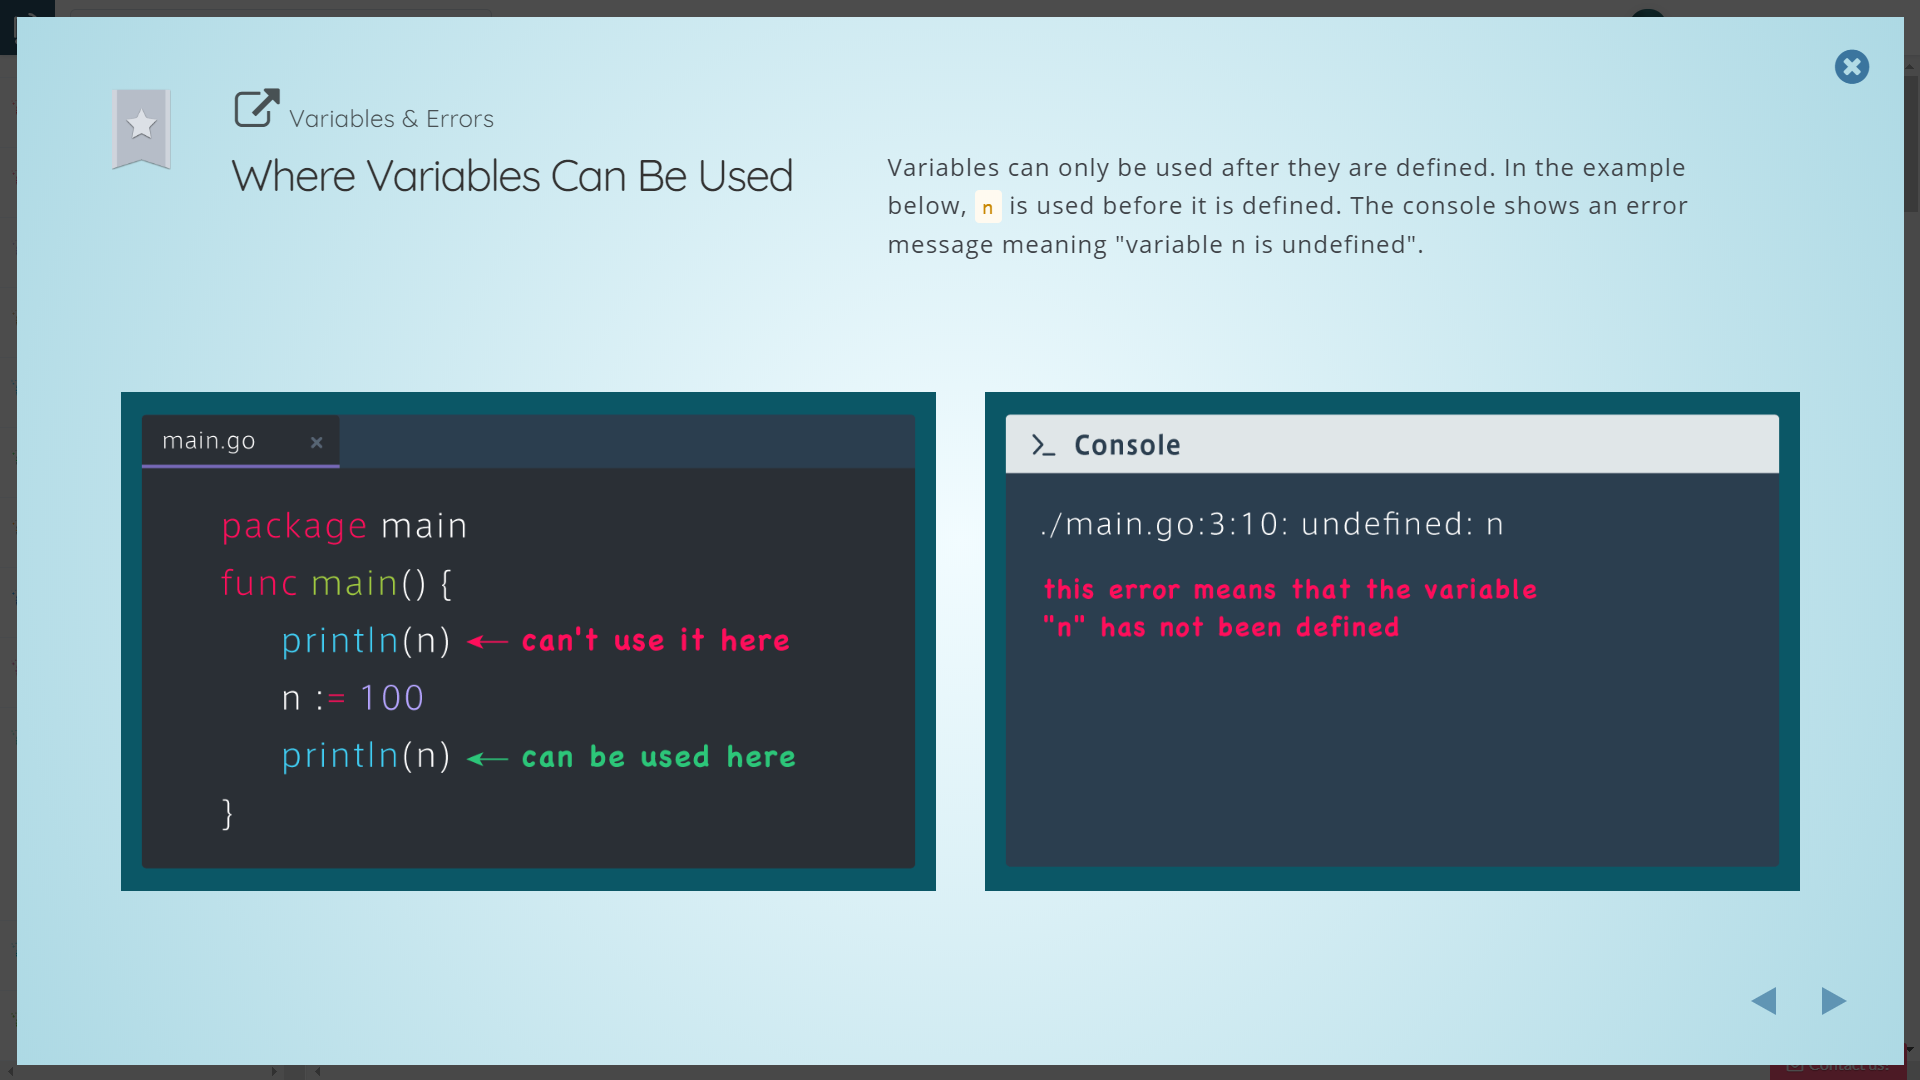 Variables & Errors
Where Variables Can Be Used
Variables can only be used after they are defined. In the example
below, n is used before it is defined. The console shows an error
message meaning "variable n is undefined".
main.go ×
package main
func main() {
println(n) ← can't use it here
n := 100
println(n) ← can be used here
}
>_ Console
./main.go:3:10: undefined: n
this error means that the variable
"n" has not been defined
Contact us!